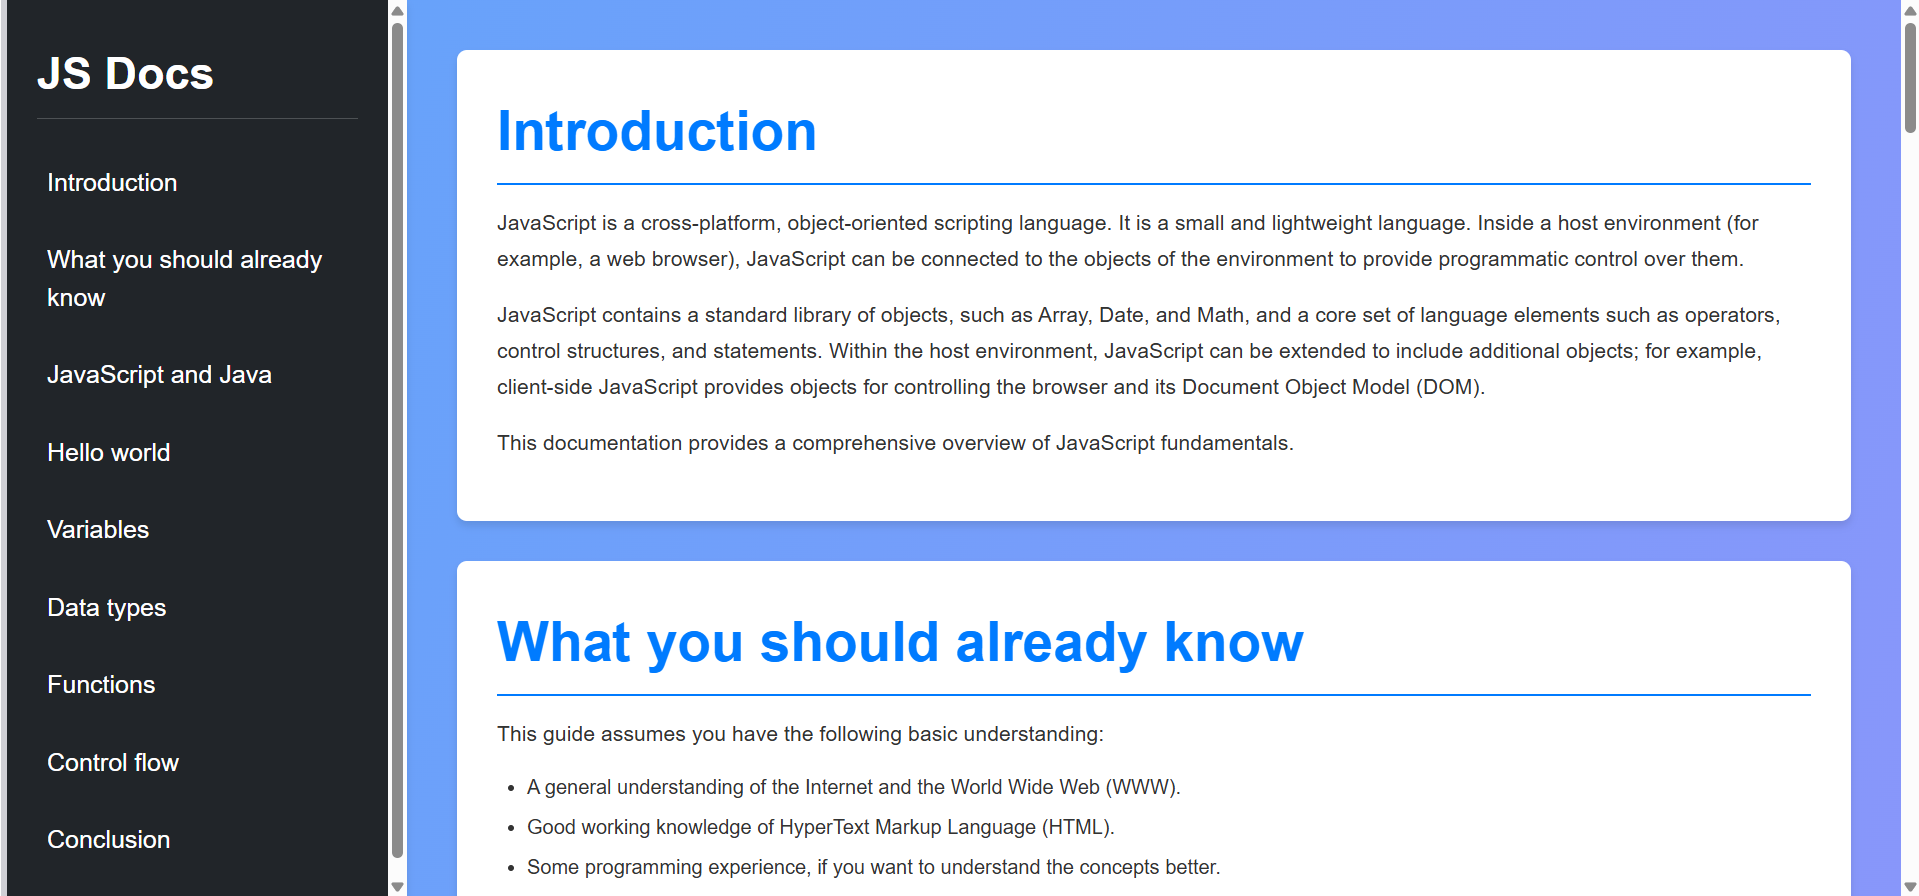 JS Docs
Introduction
What you should already
know
JavaScript and Java
Hello world
Variables
Data types
Functions
Control flow
Conclusion
Introduction
JavaScript is a cross-platform, object-oriented scripting language. It is a small and lightweight language. Inside a host environment (for
example, a web browser), JavaScript can be connected to the objects of the environment to provide programmatic control over them.
JavaScript contains a standard library of objects, such as Array, Date, and Math, and a core set of language elements such as operators,
control structures, and statements. Within the host environment, JavaScript can be extended to include additional objects; for example,
client-side JavaScript provides objects for controlling the browser and its Document Object Model (DOM).
This documentation provides a comprehensive overview of JavaScript fundamentals.
What you should already know
This guide assumes you have the following basic understanding:
• A general understanding of the Internet and the World Wide Web (WWW).
• Good working knowledge of HyperText Markup Language (HTML).
• Some programming experience, if you want to understand the concepts better.